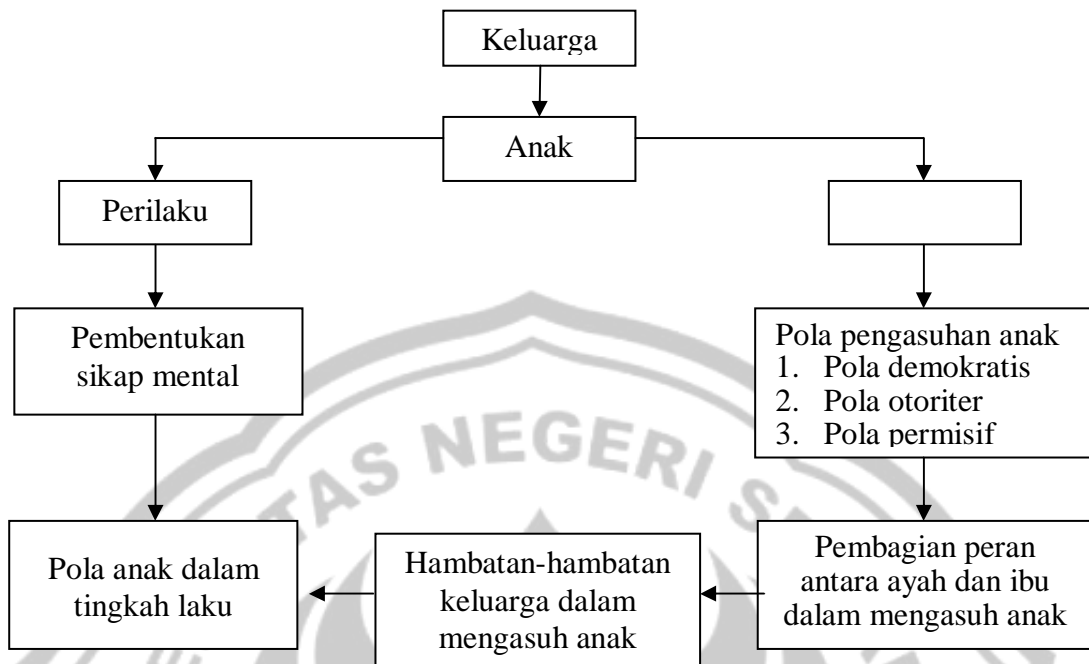 Keluarga
Anak
Perilaku
Pembentukan
sikap mental
Pola pengasuhan anak
1. Pola demokratis
2. Pola otoriter
3. Pola permisif
Pola anak dalam
tingkah laku
Hambatan-hambatan
keluarga dalam
mengasuh anak
Pembagian peran
antara ayah dan ibu
dalam mengasuh anak
TAS NEGERI S